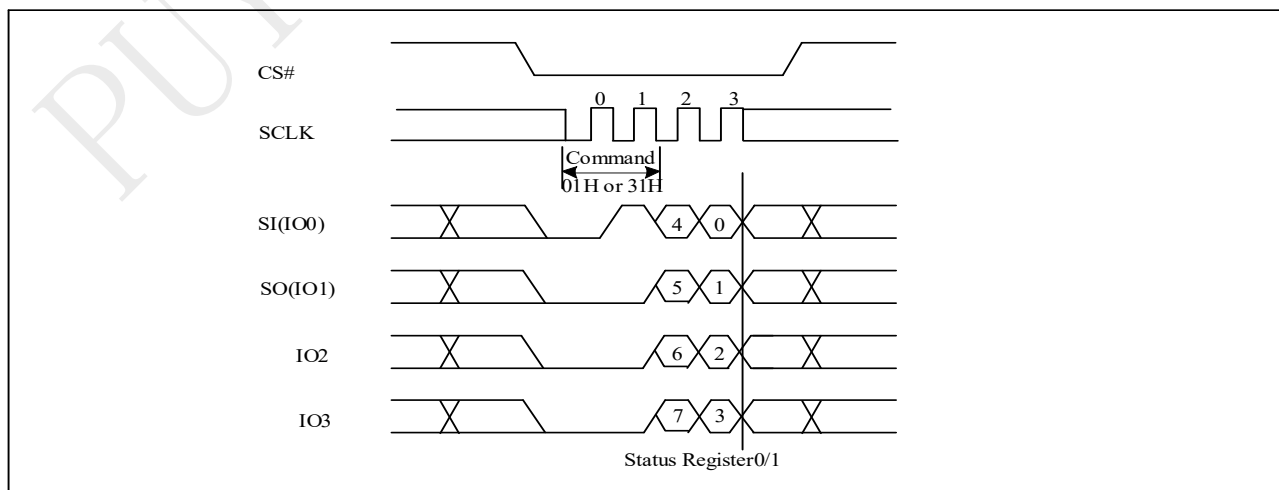 PUY
CS#
0 1 2 3
SCLK
Command
01H or 31H
SI(IO0) 4 0
SO(IO1) 5 1
IO2 6 2
IO3 7 3
Status Register0/1